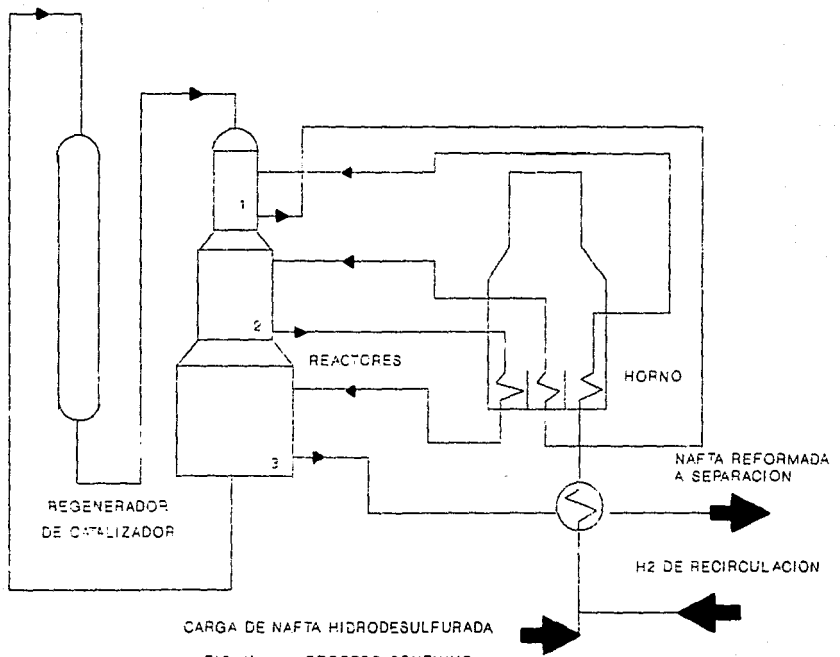 1
2
REACTORES
HORNO
3
NAFTA REFORMADA
A SEPARACION
REGENERADOR
DE CATALIZADOR
H2 DE RECIRCULACION
CARGA DE NAFTA HIDRODESULFURADA